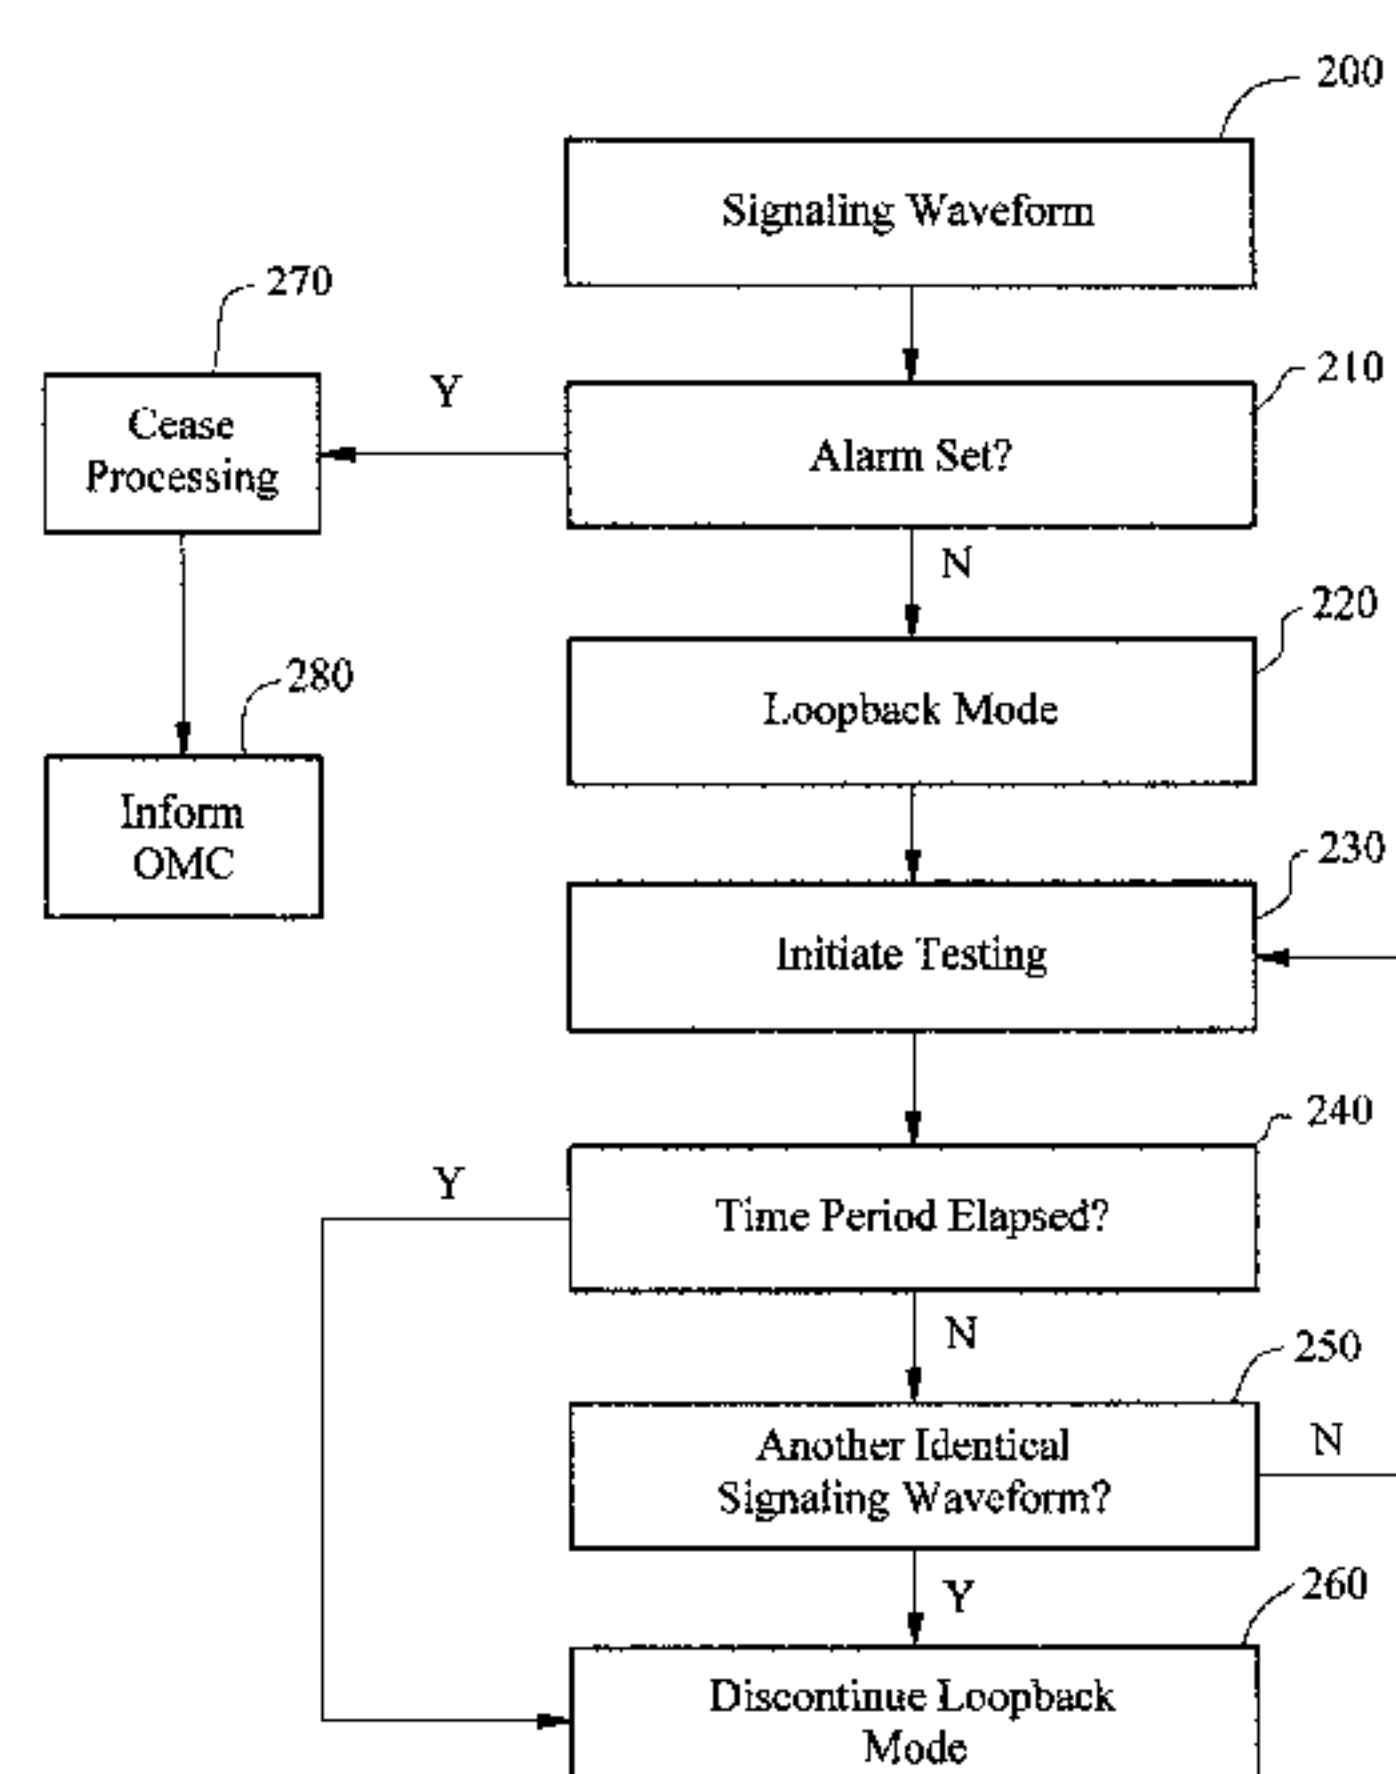 200
Signaling Waveform
270
210
Y
Cease
Processing
Alarm Set?
N
220
280
Loopback Mode
Inform
OMC
230
Initiate Testing
240
Y
Time Period Elapsed?
N
250
Another Identical
Signaling Waveform?
N
Y
260
Discontinue Loopback
Mode